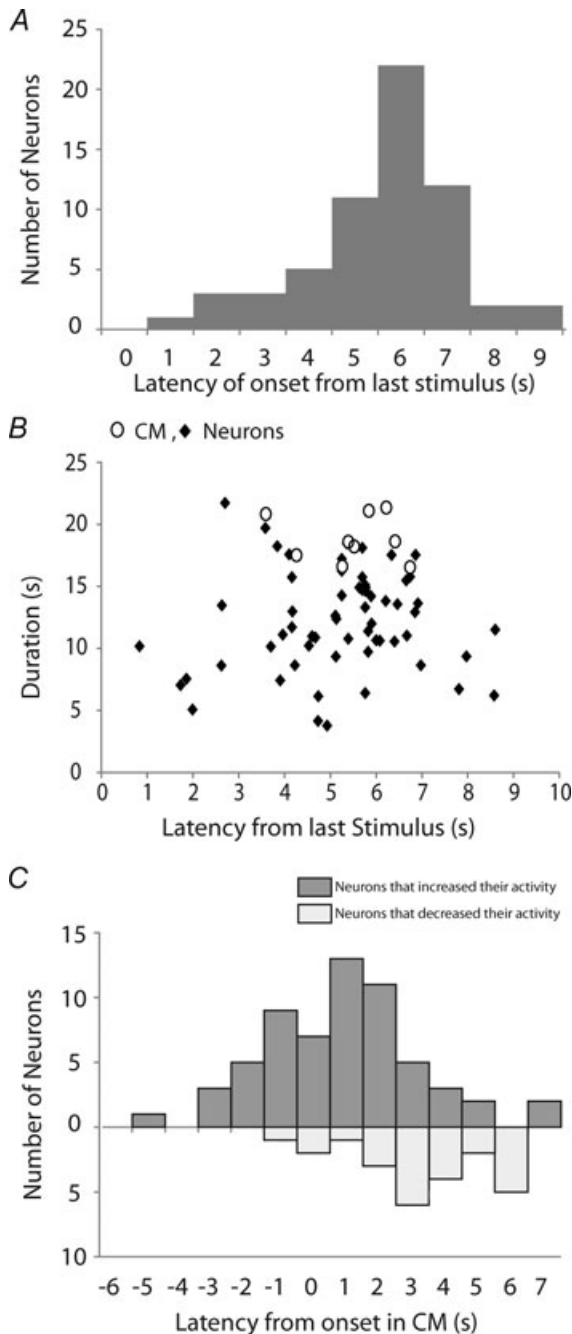 A
Number of Neurons
25
20
15
10
5
0
0 1 2 3 4 5 6 7 8 9
Latency of onset from last stimulus (s)
B
CM , Neurons
Duration (s)
25
20
15
10
5
0
0 1 2 3 4 5 6 7 8 9 10
Latency from last Stimulus (s)
C
Neurons that increased their activity
Neurons that decreased their activity
Number of Neurons
15
10
5
0
5
10
-6 -5 -4 -3 -2 -1 0 1 2 3 4 5 6 7
Latency from onset in CM (s)